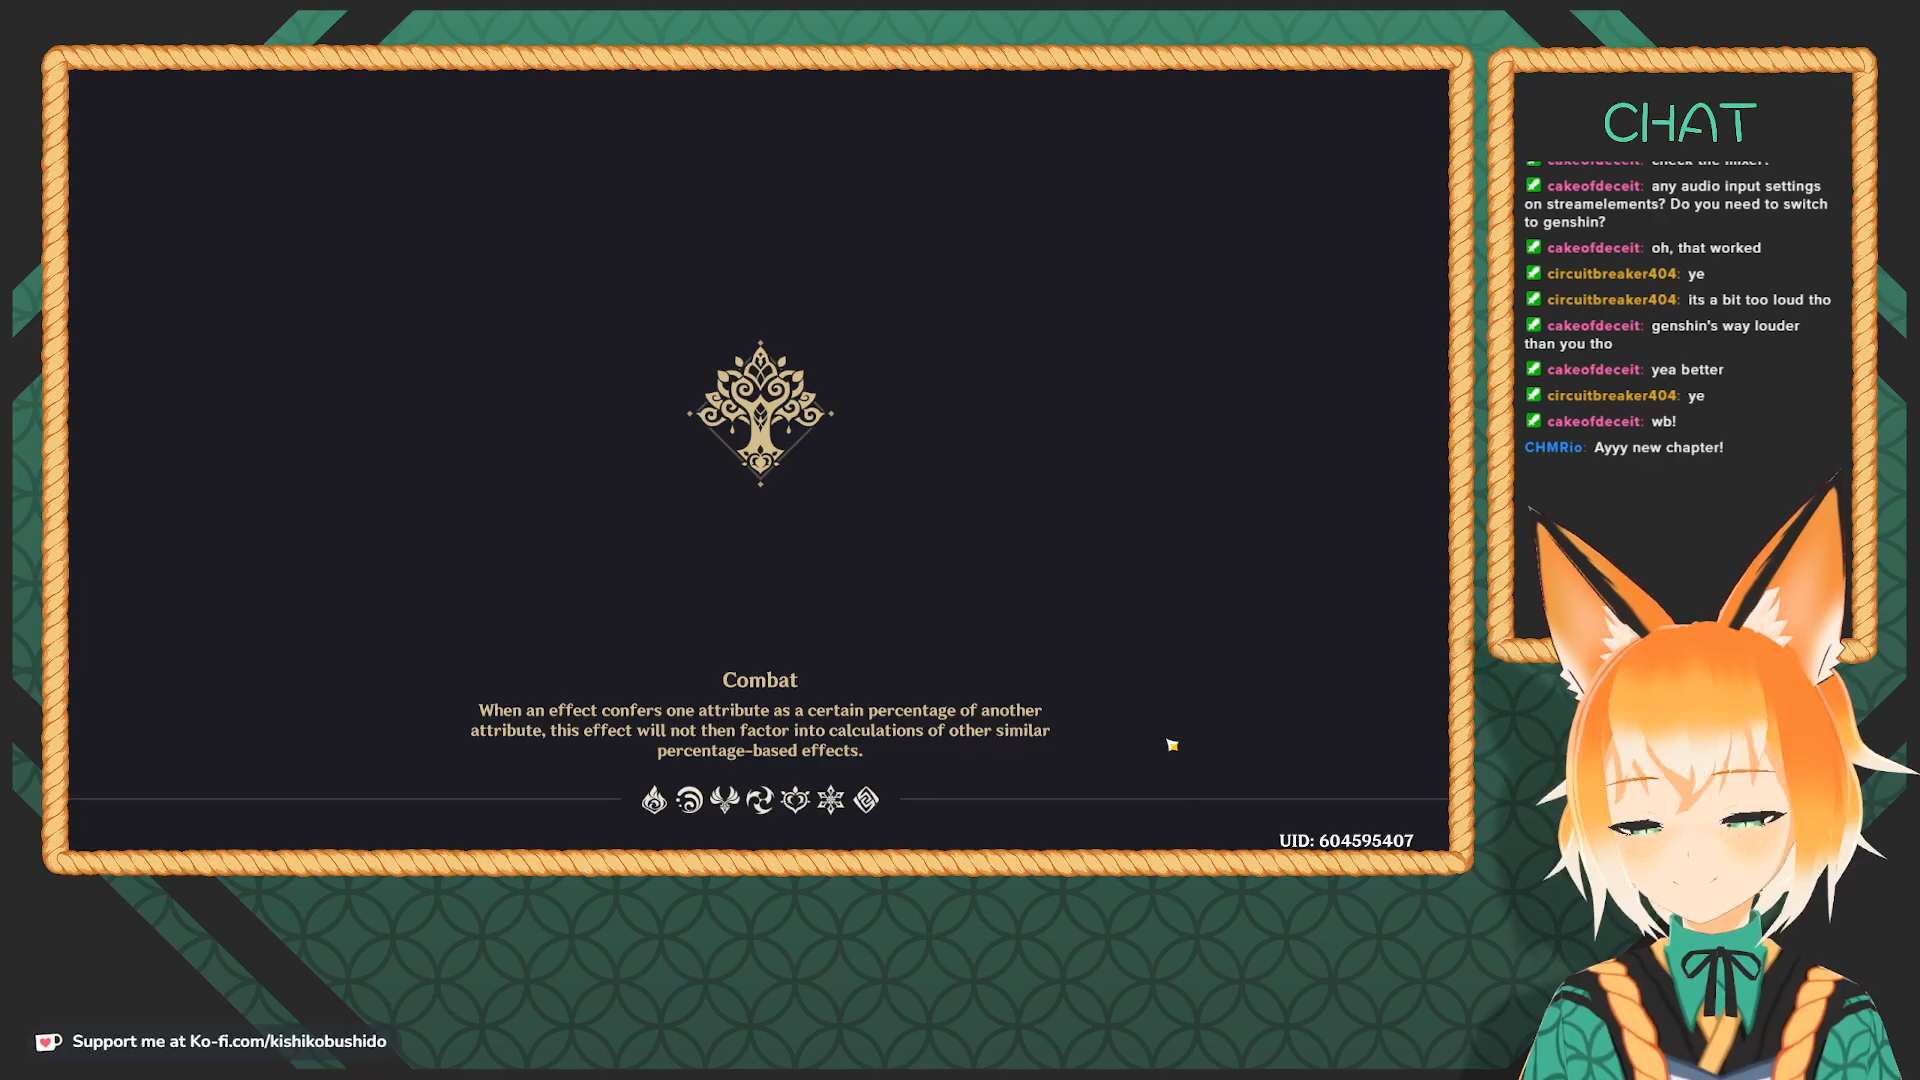 CHAT
cakeofdeceit: check the mixer?
cakeofdeceit: any audio input settings
on streamelements? Do you need to switch
to genshin?
cakeofdeceit: oh, that worked
circuitbreaker404: ye
circuitbreaker404: its a bit too loud tho
cakeofdeceit: genshin's way louder
than you tho
cakeofdeceit: yea better
circuitbreaker404: ye
cakeofdeceit: wb!
CHMRio: Ayyy new chapter!
Combat
When an effect confers one attribute as a certain percentage of another
attribute, this effect will not then factor into calculations of other similar
percentage-based effects.
UID: 604595407
Support me at Ko-fi.com/kishikobushido